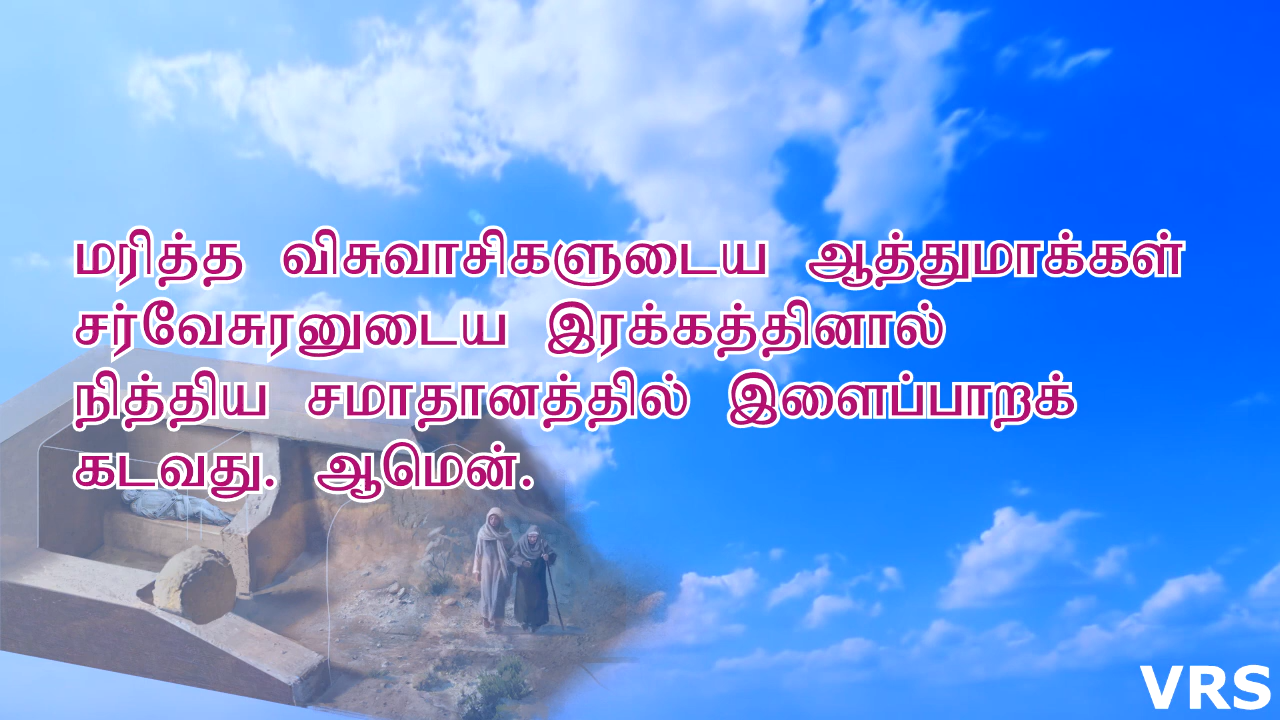 மரித்த விசுவாசிகளுடைய ஆத்துமாக்கள்
சர்வேசுரனுடைய இரக்கத்தினால்
நித்திய சமாதானத்தில் இளைப்பாறக்
கடவது. ஆமென்.
VRS